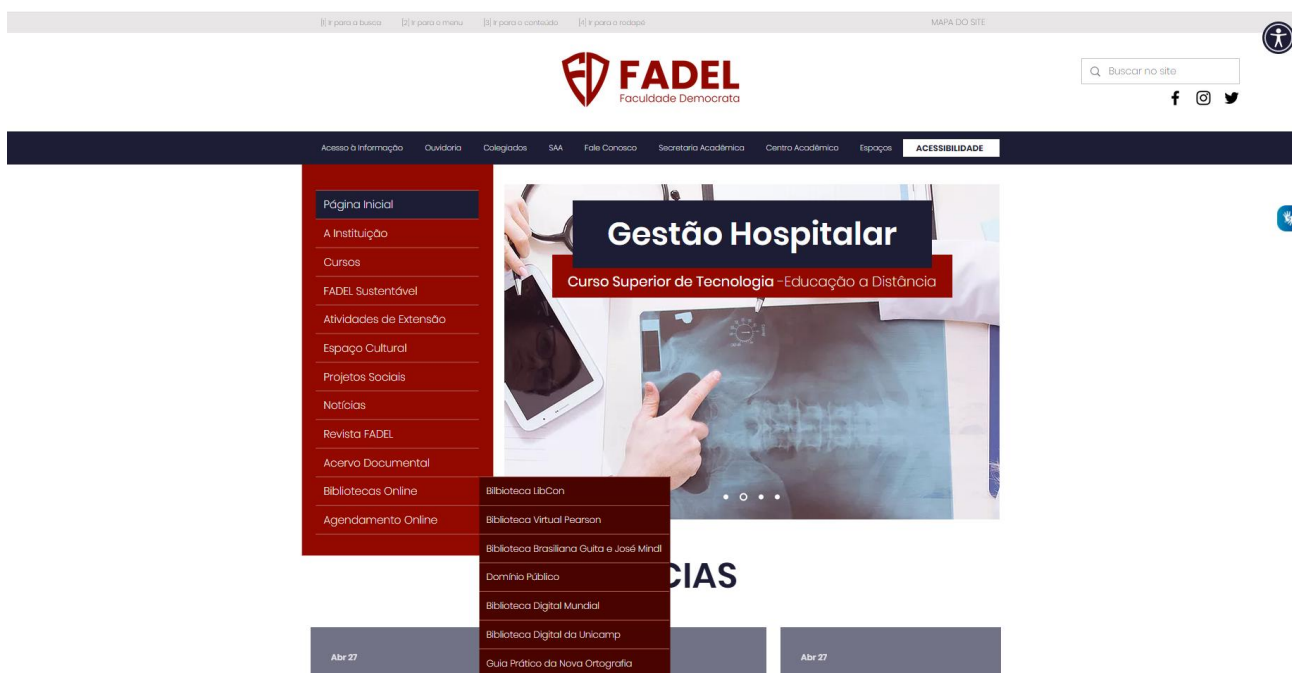 [1] Ir para a busca [2] Ir para o menu [3] Ir para o conteúdo [4] Ir para o rodapé MAPA DO SITE
FADEL
Faculdade Democrata
Buscar no site
Acesso à Informação Ouvidoria Colegiados SAA Fale Conosco Secretaria Acadêmica Centro Acadêmico Espaços ACESSIBILIDADE
Página Inicial
A Instituição
Cursos
FADEL Sustentável
Atividades de Extensão
Espaço Cultural
Projetos Sociais
Notícias
Revista FADEL
Acervo Documental
Bibliotecas Online
Agendamento Online
Gestão Hospitalar
Curso Superior de Tecnologia -Educação a Distância
Bilbioteca LibCon
Biblioteca Virtual Pearson
Biblioteca Brasiliana Guita e José Mindl
Domínio Público
Biblioteca Digital Mundial
Biblioteca Digital da Unicamp
Guia Prático da Nova Ortografia
CIAS
Abr 27
Abr 27